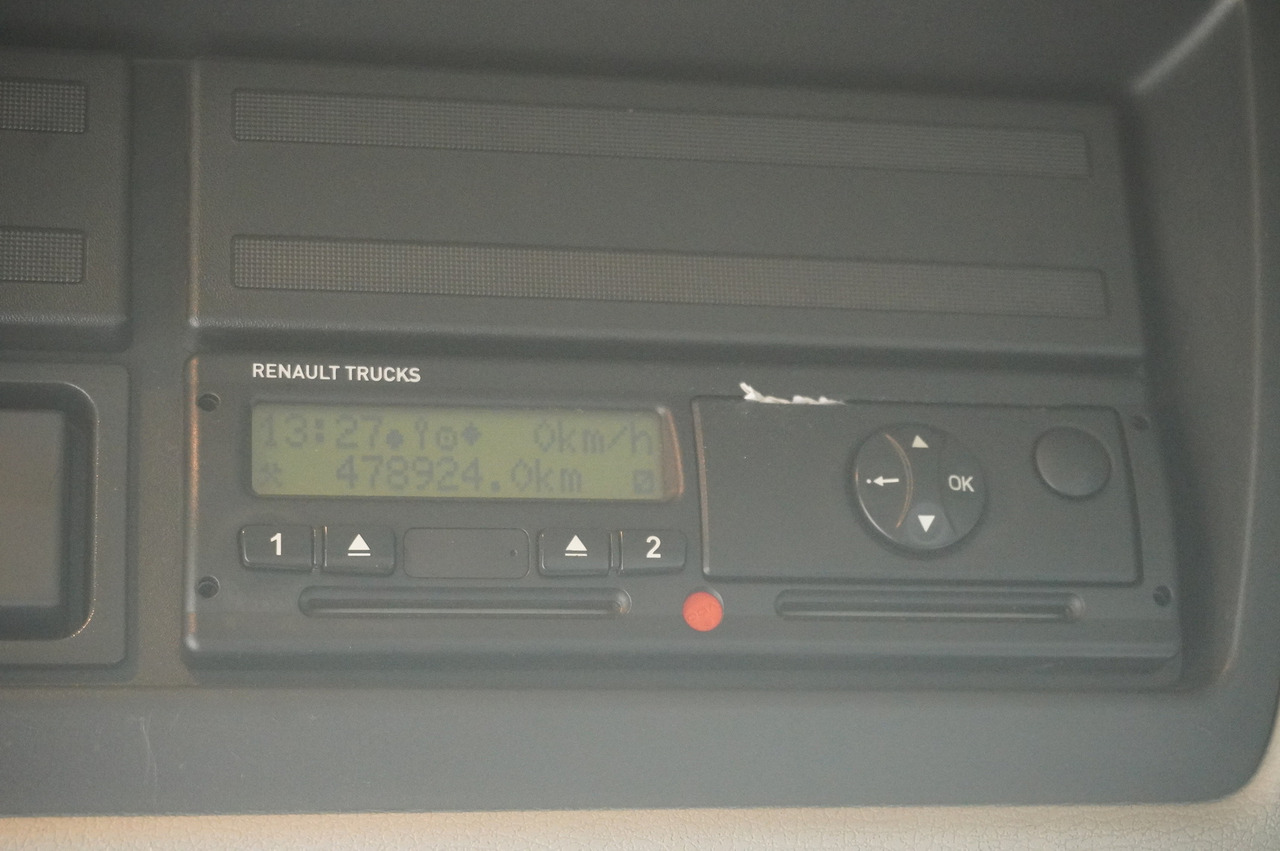 RENAULT TRUCKS
13:27 0km/h
478924.0km
1 2
OK